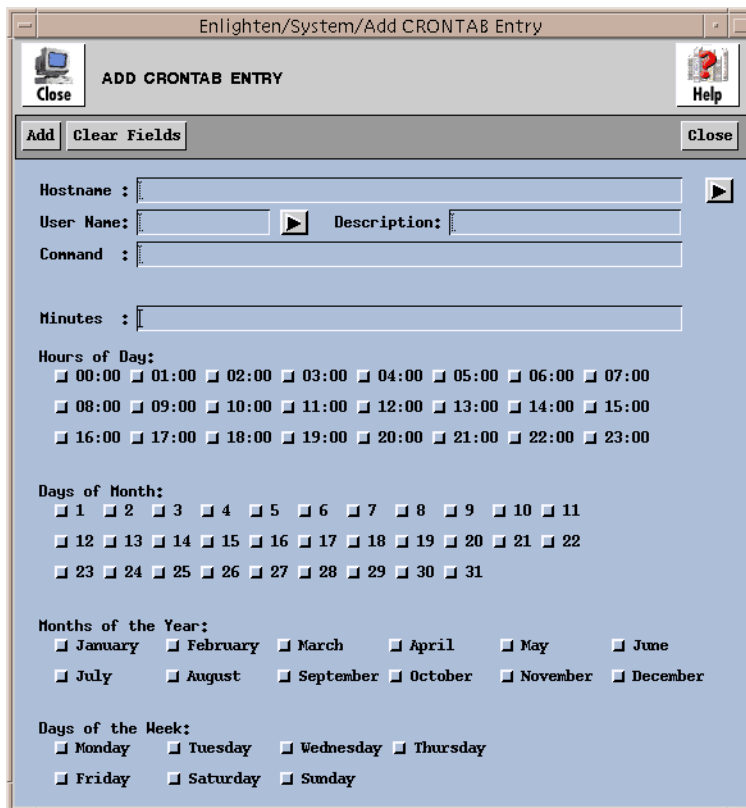 Enlighten/System/Add CRONTAB Entry
Close
ADD CRONTAB ENTRY
Help
Add Clear Fields Close
Hostname :
User Name: Description:
Command :
Minutes :
Hours of Day:
00:00 01:00 02:00 03:00 04:00 05:00 06:00 07:00
08:00 09:00 10:00 11:00 12:00 13:00 14:00 15:00
16:00 17:00 18:00 19:00 20:00 21:00 22:00 23:00
Days of Month:
1 2 3 4 5 6 7 8 9 10 11
12 13 14 15 16 17 18 19 20 21 22
23 24 25 26 27 28 29 30 31
Months of the Year:
January February March April May June
July August September October November December
Days of the Week:
Monday Tuesday Wednesday Thursday
Friday Saturday Sunday